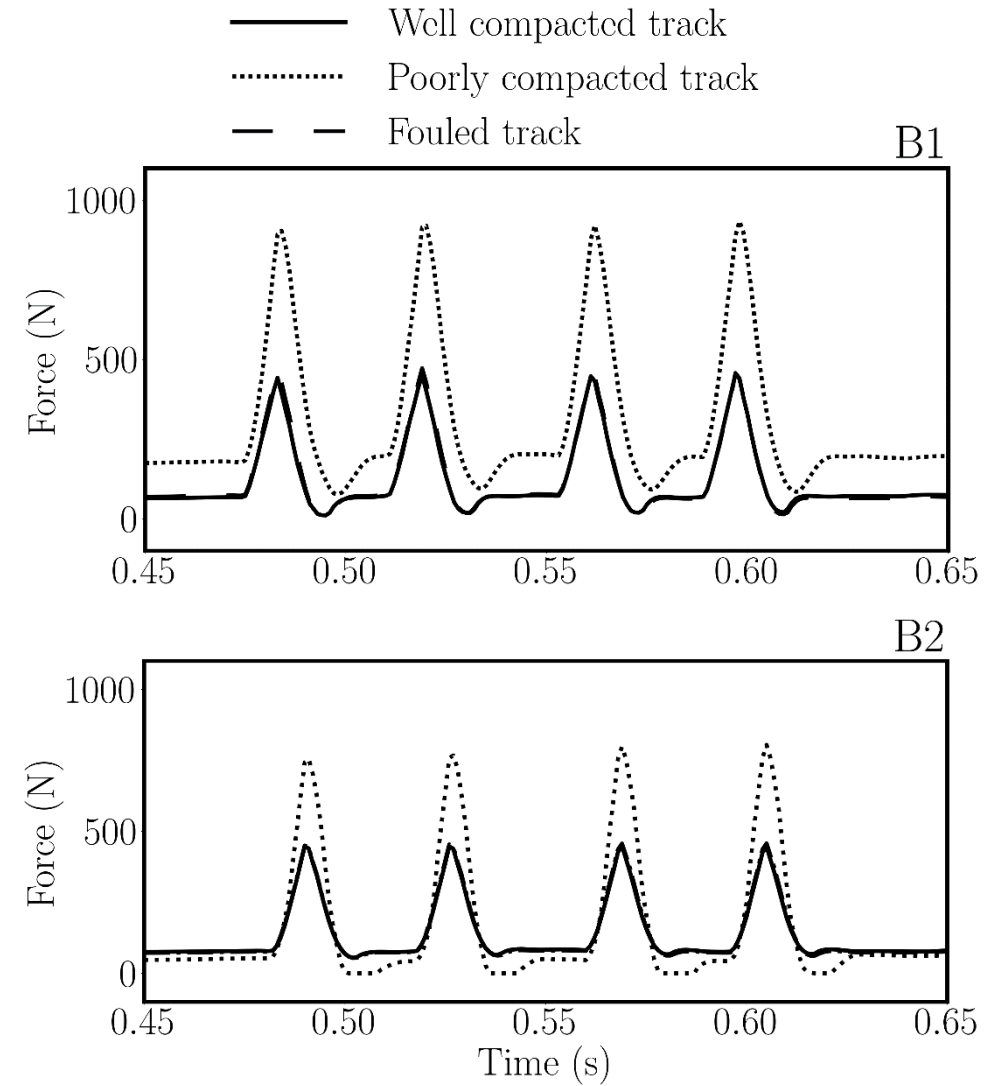 Well compacted track
Poorly compacted track
Fouled track
B1
1000
500
0
Force (N)
0.45 0.50 0.55 0.60 0.65
B2
1000
500
0
Force (N)
0.45 0.50 0.55 0.60 0.65
Time (s)